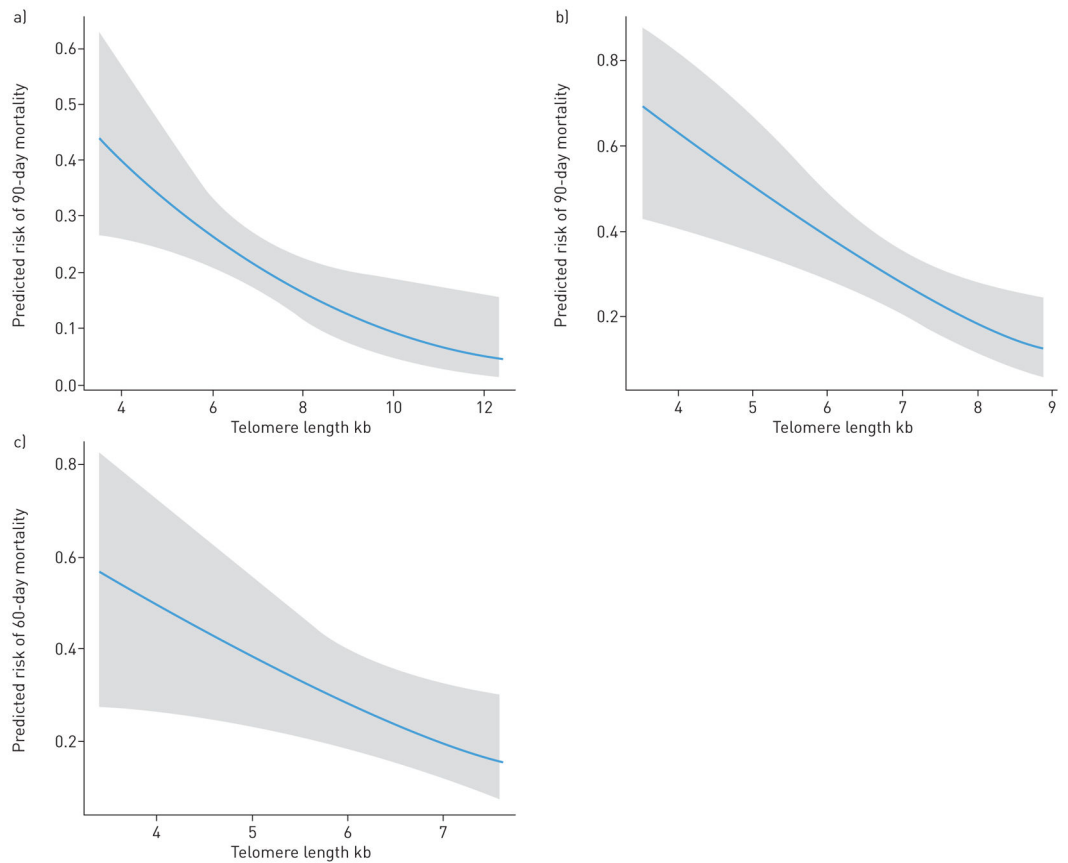 a)
Predicted risk of 90-day mortality
0.6
0.5
0.4
0.3
0.2
0.1
0.0
4 6 8 10 12
Telomere length kb
b)
Predicted risk of 90-day mortality
0.8
0.6
0.4
0.2
4 5 6 7 8 9
Telomere length kb
c)
Predicted risk of 60-day mortality
0.8
0.6
0.4
0.2
4 5 6 7
Telomere length kb